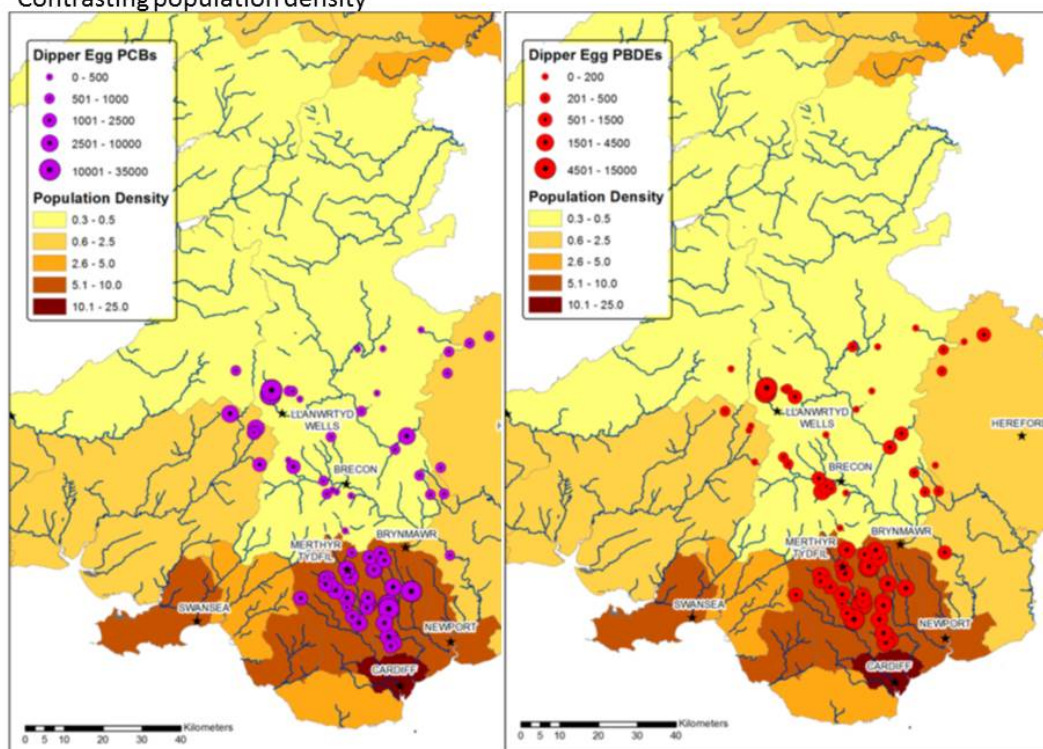 Contrasting population density
Dipper Egg PCBs
0 - 500
501 - 1000
1001 - 2500
2501 - 10000
10001 - 35000
Population Density
0.3 - 0.5
0.6 - 2.5
2.6 - 5.0
5.1 - 10.0
10.1 - 25.0
LLANWRTYD
WELLS
BRECON
MERTHYR
TYDFIL
BRYNMAWR
SWANSEA
NEWPORT
CARDIFF
H
Kilometers
0 5 10 20 30 40
Dipper Egg PBDEs
0 - 200
201 - 500
501 - 1500
1501 - 4500
4501 - 15000
Population Density
0.3 - 0.5
0.6 - 2.5
2.6 - 5.0
5.1 - 10.0
10.1 - 25.0
LLANWRTYD
WELLS
HEREFORD
BRECON
MERTHYR
TYDFIL
BRYNMAWR
SWANSEA
NEWPORT
CARDIFF
Kilometers
0 5 10 20 30 40